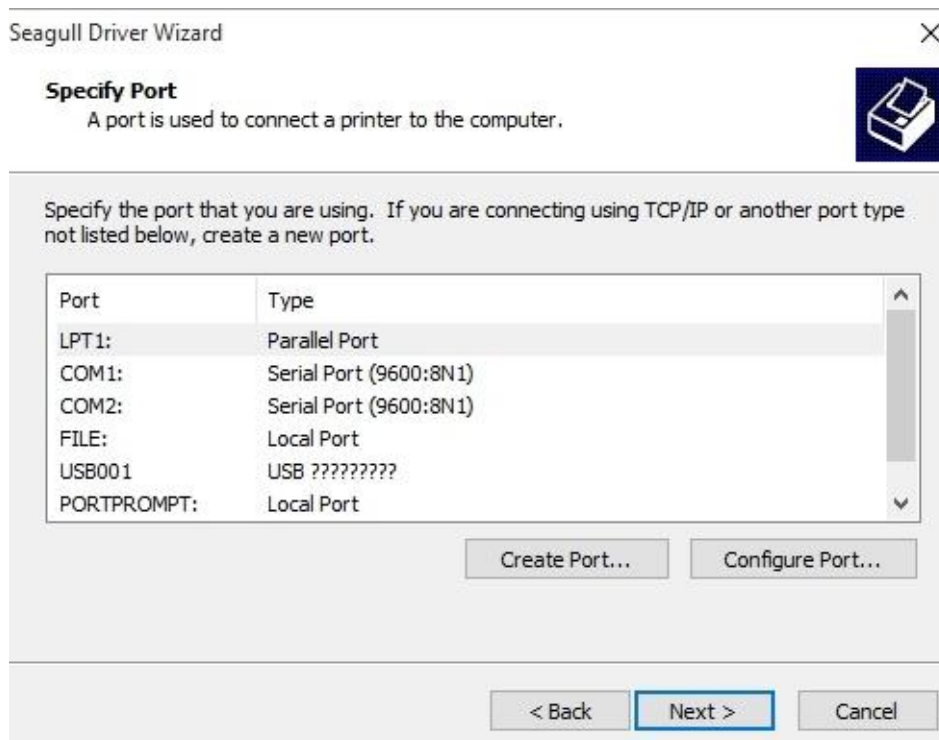 Seagull Driver Wizard
Specify Port
A port is used to connect a printer to the computer.
Specify the port that you are using. If you are connecting using TCP/IP or another port type
not listed below, create a new port.
Port Type
LPT1: Parallel Port
COM1: Serial Port (9600:8N1)
COM2: Serial Port (9600:8N1)
FILE: Local Port
USB001 USB ?????????
PORTPROMPT: Local Port
Create Port... Configure Port...
< Back Next > Cancel